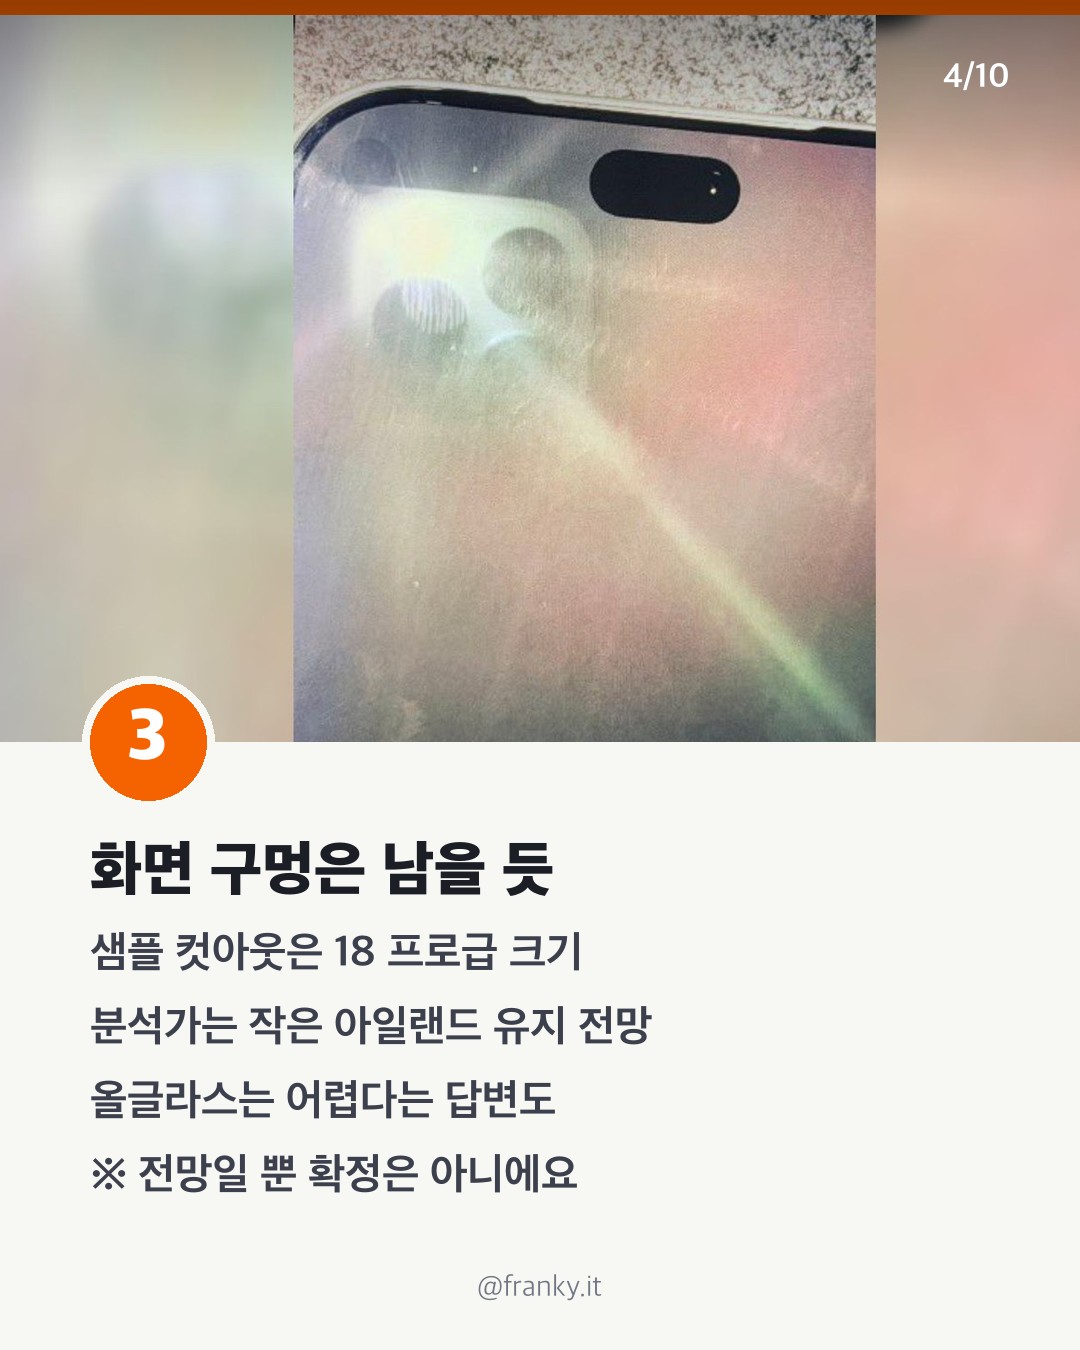 4/10
3
화면 구멍은 남을 듯
샘플 컷아웃은 18 프로급 크기
분석가는 작은 아일랜드 유지 전망
올글라스는 어렵다는 답변도
※ 전망일 뿐 확정은 아니에요
@franky.it